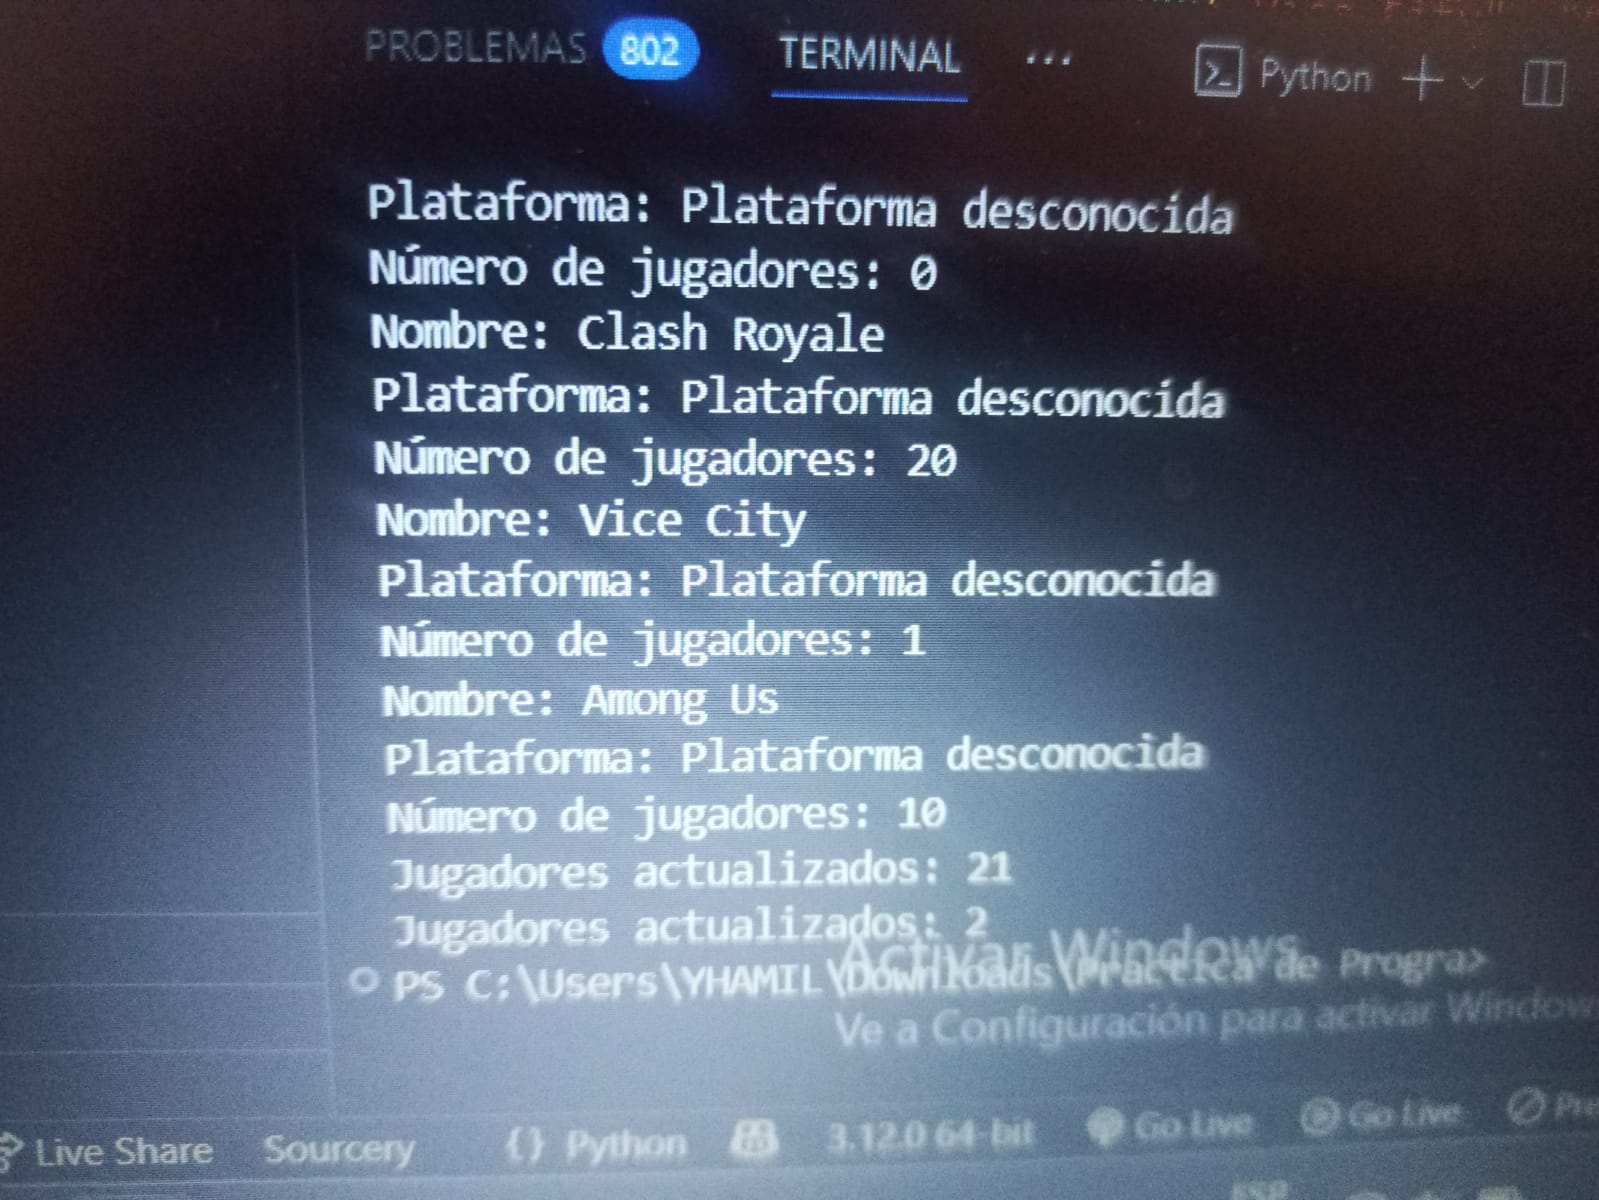 PROBLEMAS 802 TERMINAL ... Python
Plataforma: Plataforma desconocida
Número de jugadores: 0
Nombre: Clash Royale
Plataforma: Plataforma desconocida
Número de jugadores: 20
Nombre: Vice City
Plataforma: Plataforma desconocida
Número de jugadores: 1
Nombre: Among Us
Plataforma: Plataforma desconocida
Número de jugadores: 10
Jugadores actualizados: 21
Jugadores actualizados: 2
PS C:\Users\YHAMIL\Downloads\Practica de Progra>
Activar Windows
Ve a Configuración para activar Windows
Live Share Sourcery {} Python 3.12.0 64-bit Go Live Go Live
ESP